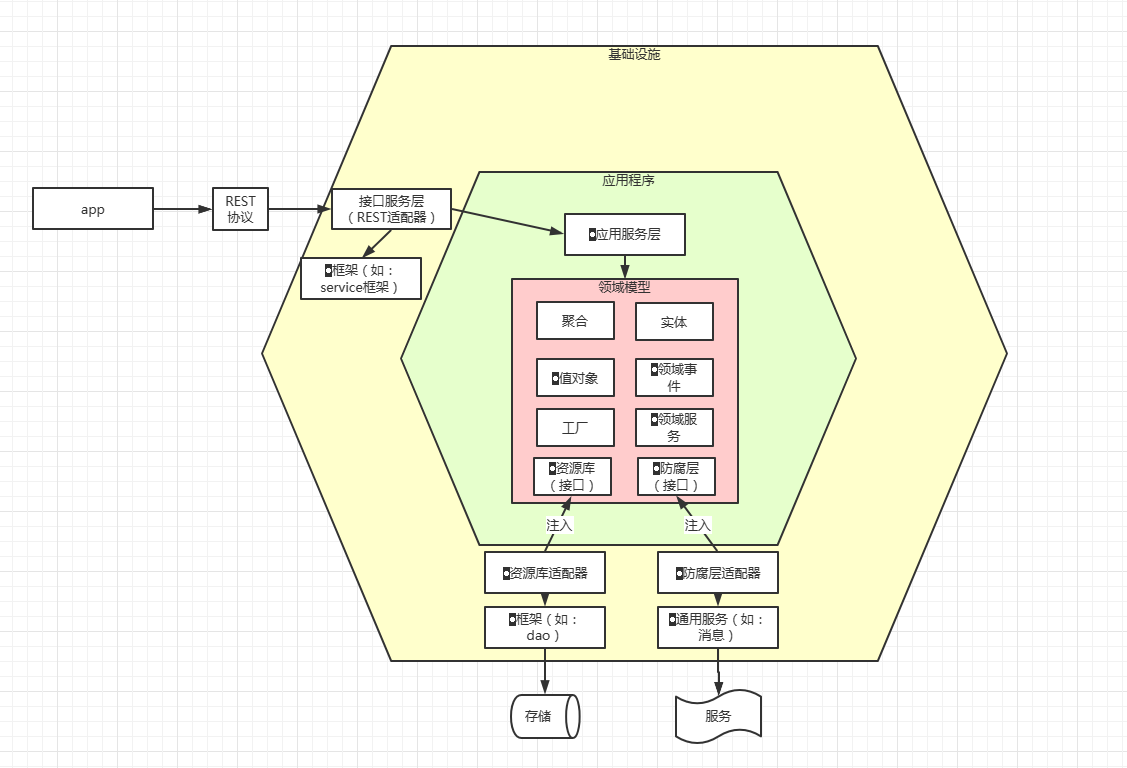 基础设施
应用程序
app
REST
协议
接口服务层
（REST适配器）
应用服务层
框架（如：
service框架）
领域模型
聚合
实体
值对象
领域事
件
工厂
领域服
务
资源库
（接口）
防腐层
（接口）
注入
注入
资源库适配器
防腐层适配器
框架（如：
dao）
通用服务（如：
消息）
存储
服务